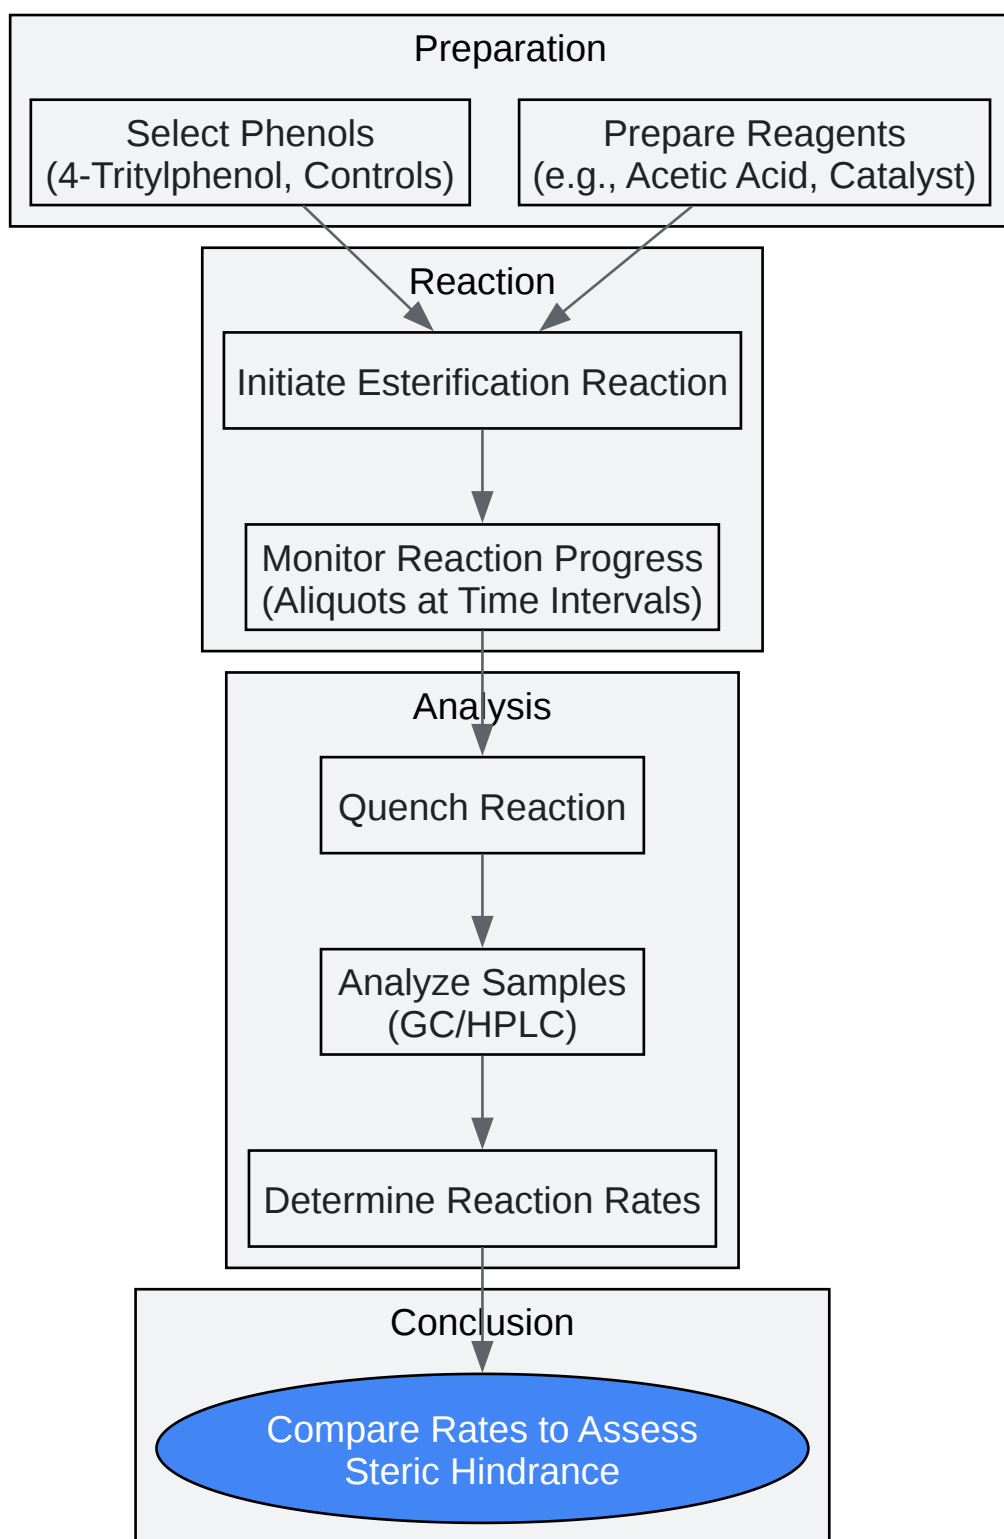 Preparation
Select Phenols
(4-Tritylphenol, Controls)
Prepare Reagents
(e.g., Acetic Acid, Catalyst)
Reaction
Initiate Esterification Reaction
Monitor Reaction Progress
(Aliquots at Time Intervals)
Analysis
Quench Reaction
Analyze Samples
(GC/HPLC)
Determine Reaction Rates
Conclusion
Compare Rates to Assess
Steric Hindrance